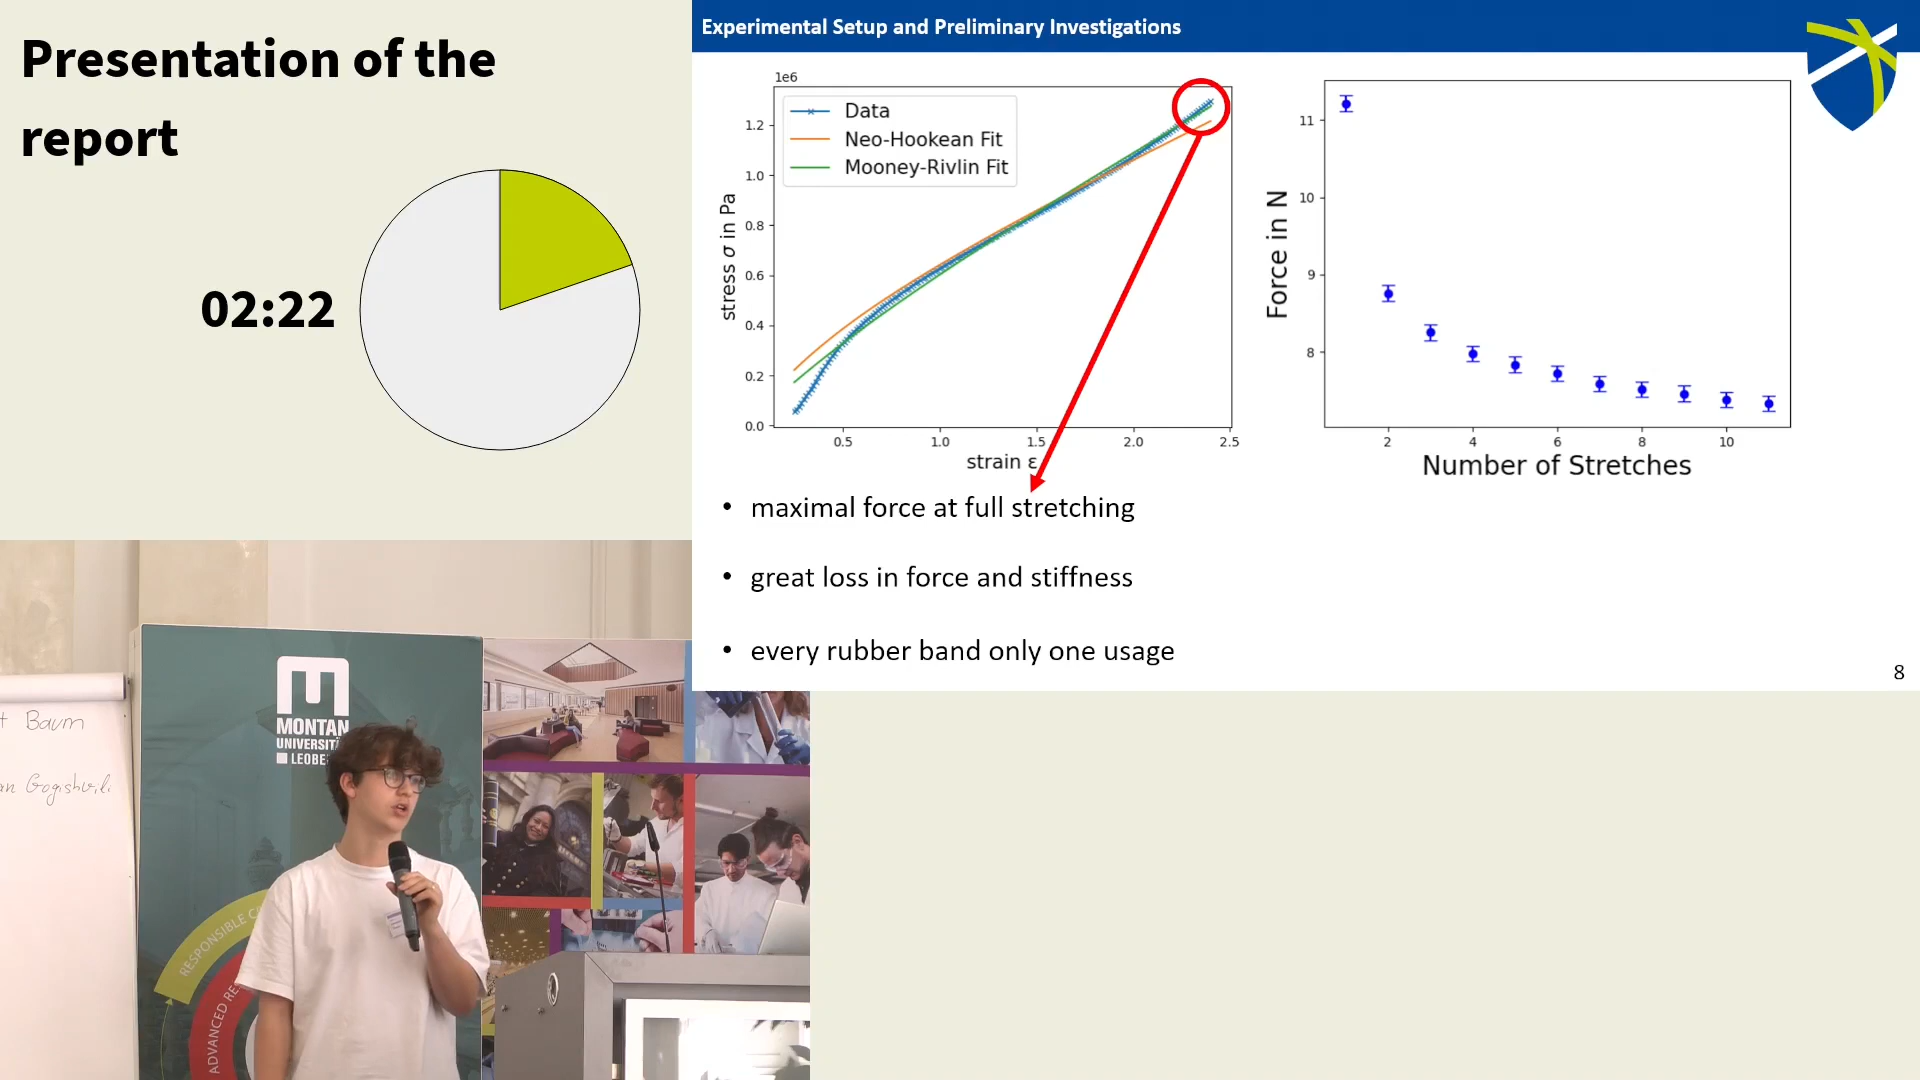 Presentation of the
report
02:22
Experimental Setup and Preliminary Investigations
1e6
Data
Neo-Hookean Fit
Mooney-Rivlin Fit
1.2
1.0
0.8
0.6
0.4
0.2
0.0
stress σ in Pa
0.5 1.0 1.5 2.0 2.5
strain ε
11
10
9
8
Force in N
2 4 6 8 10
Number of Stretches
• maximal force at full stretching
• great loss in force and stiffness
• every rubber band only one usage
8
Baum
MONTAN
UNIVERSITÄ
LEOBE
RESPONSIBLE C
ADVANCED RE